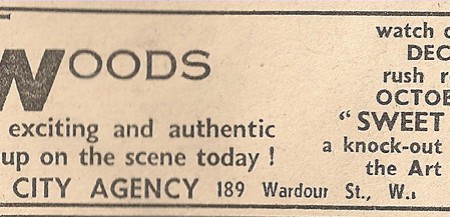 WOODS
exciting and authentic
up on the scene today !
CITY AGENCY 189 Wardour St., W.1
watch
DEC
rush
OCTOB
" SWEET
a knock-out
the Art